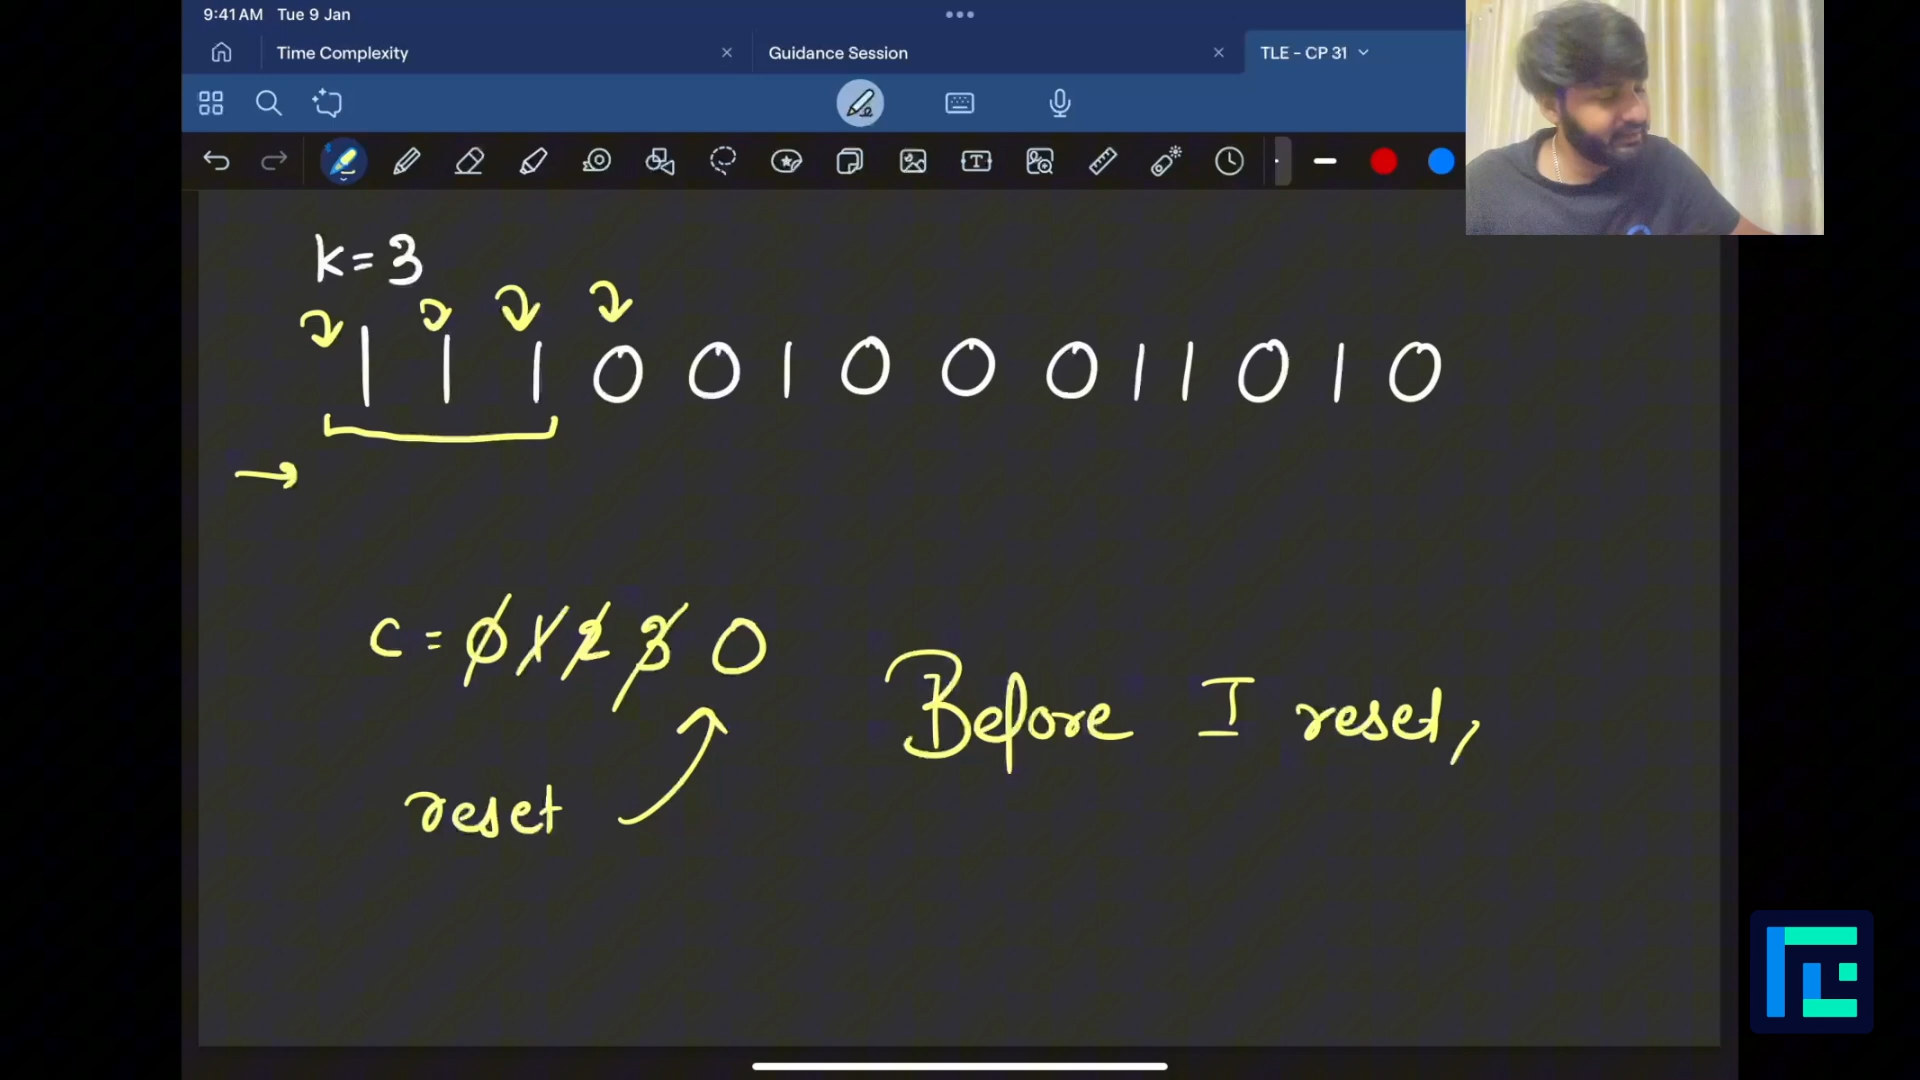 9:41 AM Tue 9 Jan
Time Complexity
Guidance Session
TLE - CP 31
k = 3
1 1 1 0 0 1 0 0 0 1 1 0 1 0
c = 0 1 2 3 0
Before I reset,
reset